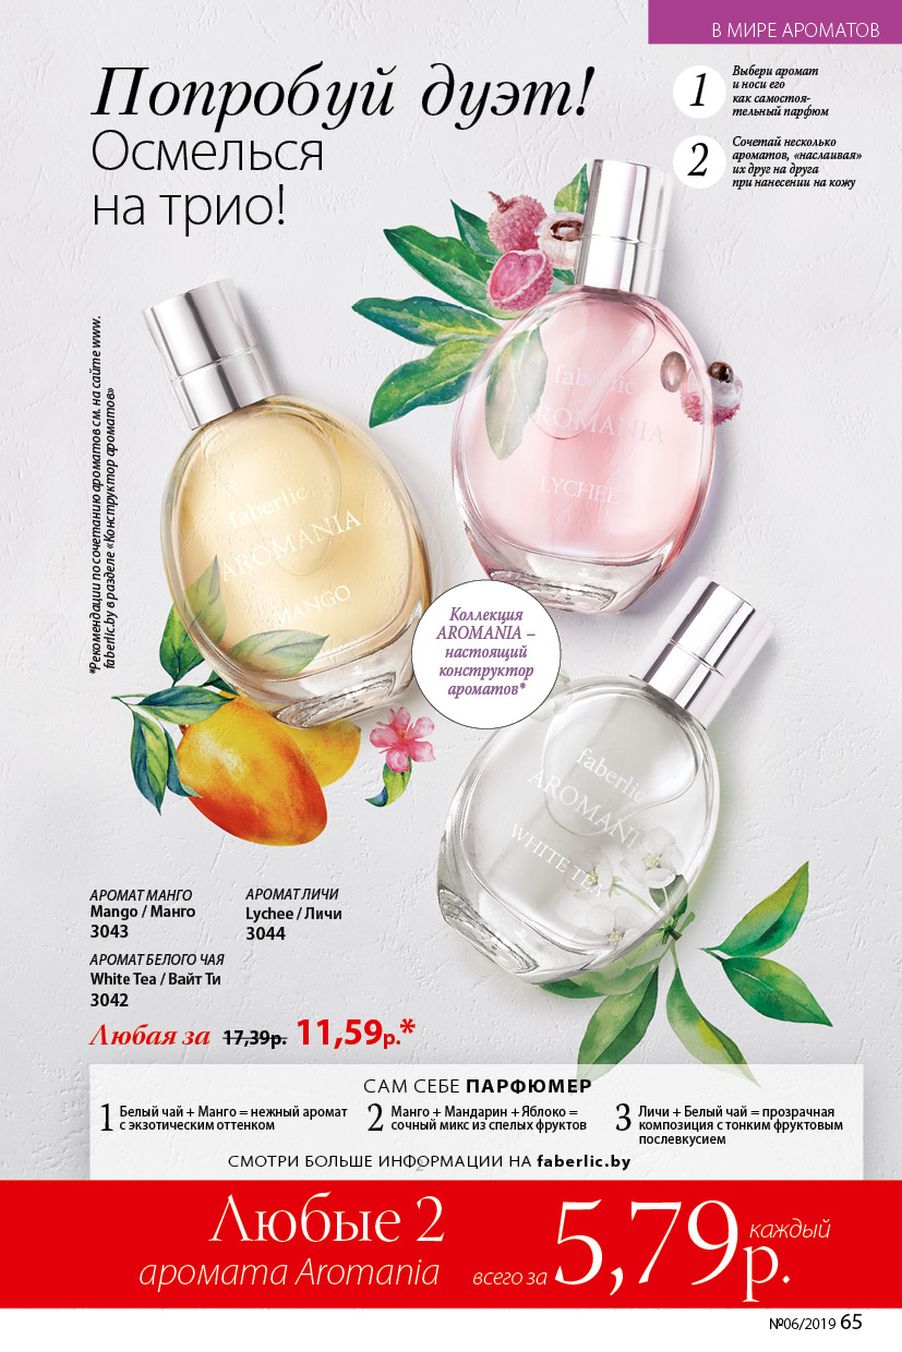 В МИРЕ АРОМАТОВ
Попробуй дуэт!
Осмелься
на трио!
1
Выбери аромат
и носи его
как самостоя-
тельный парфюм
2
Сочетай несколько
ароматов, «наслаивая»
их друг на друга
при нанесении на кожу
*Рекомендации по сочетанию ароматов см. на сайте www.
faberlic.by в разделе «Конструктор ароматов»
faberlic
AROMANIA
LYCHEE
faberlic
AROMANIA
MANGO
Коллекция
AROMANIA –
настоящий
конструктор
ароматов*
faberlic
AROMANI
WHITE TEA
АРОМАТ МАНГО
Mango / Манго
3043
АРОМАТ ЛИЧИ
Lychee / Личи
3044
АРОМАТ БЕЛОГО ЧАЯ
White Tea / Вайт Ти
3042
Любая за 17,39р. 11,59р.*
САМ СЕБЕ ПАРФЮМЕР
1 Белый чай + Манго = нежный аромат
с экзотическим оттенком
2 Манго + Мандарин + Яблоко =
сочный микс из спелых фруктов
3 Личи + Белый чай = прозрачная
композиция с тонким фруктовым
послевкусием
СМОТРИ БОЛЬШЕ ИНФОРМАЦИИ НА faberlic.by
2
Любые 2
аромата Aromania
всего за 5,79р. каждый
№06/2019 65